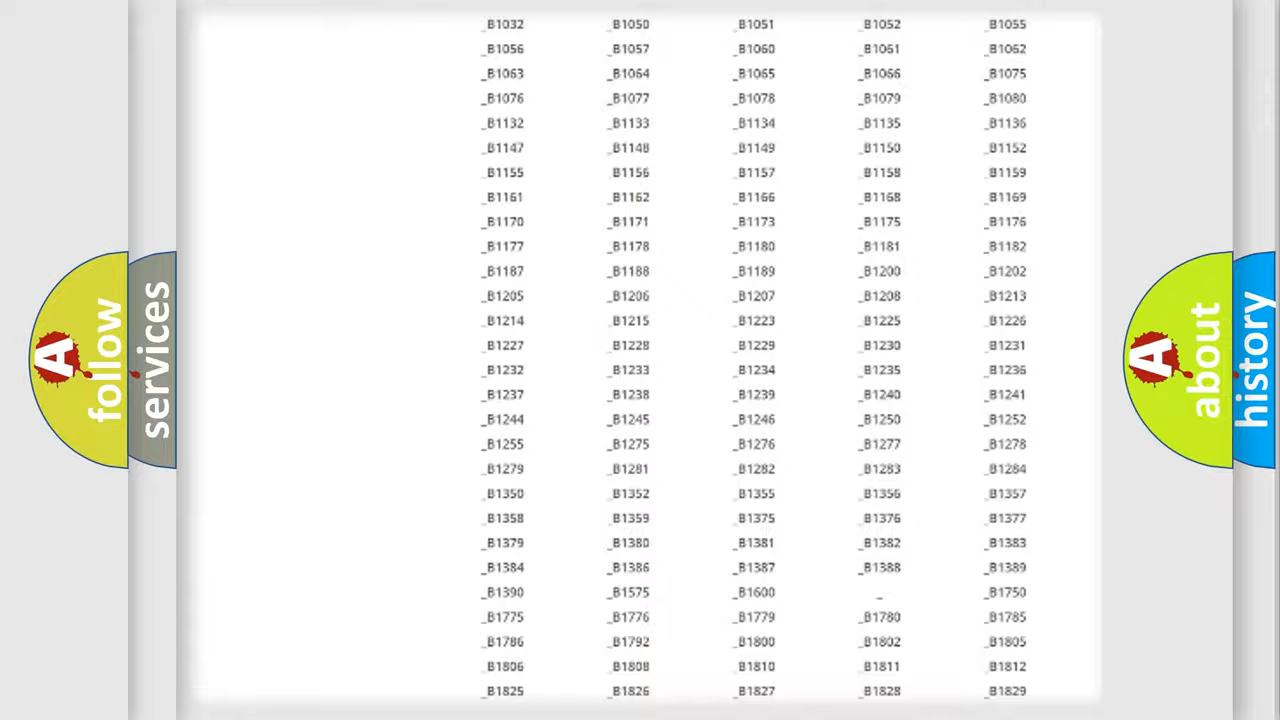 _B1032 _B1050 _B1051 _B1052 _B1055
_B1056 _B1057 _B1060 _B1061 _B1062
_B1063 _B1064 _B1065 _B1066 _B1075
_B1076 _B1077 _B1078 _B1079 _B1080
_B1132 _B1133 _B1134 _B1135 _B1136
_B1147 _B1148 _B1149 _B1150 _B1152
_B1155 _B1156 _B1157 _B1158 _B1159
_B1161 _B1162 _B1166 _B1168 _B1169
_B1170 _B1171 _B1173 _B1175 _B1176
_B1177 _B1178 _B1180 _B1181 _B1182
_B1187 _B1188 _B1189 _B1200 _B1202
_B1205 _B1206 _B1207 _B1208 _B1213
_B1214 _B1215 _B1223 _B1225 _B1226
_B1227 _B1228 _B1229 _B1230 _B1231
_B1232 _B1233 _B1234 _B1235 _B1236
_B1237 _B1238 _B1239 _B1240 _B1241
_B1244 _B1245 _B1246 _B1250 _B1252
_B1255 _B1275 _B1276 _B1277 _B1278
_B1279 _B1281 _B1282 _B1283 _B1284
_B1350 _B1352 _B1355 _B1356 _B1357
_B1358 _B1359 _B1375 _B1376 _B1377
_B1379 _B1380 _B1381 _B1382 _B1383
_B1384 _B1386 _B1387 _B1388 _B1389
_B1390 _B1575 _B1600 _ _B1750
_B1775 _B1776 _B1779 _B1780 _B1785
_B1786 _B1792 _B1800 _B1802 _B1805
_B1806 _B1808 _B1810 _B1811 _B1812
_B1825 _B1826 _B1827 _B1828 _B1829
A
follow
services
A
about
history